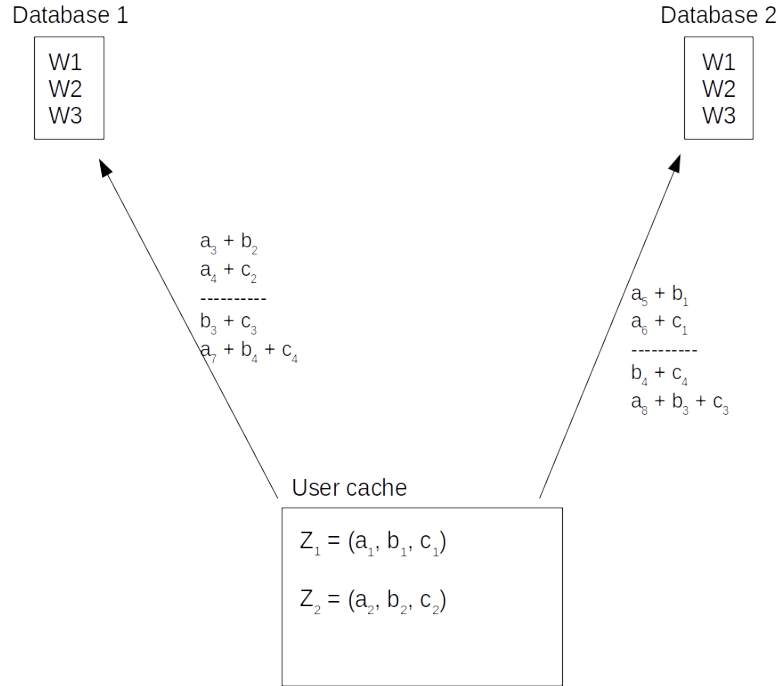 Database 1
W1
W2
W3
Database 2
W1
W2
W3
a₃ + b₂
a₄ + c₂
----------
b₃ + c₃
a₇ + b₄ + c₄
a₅ + b₁
a₆ + c₁
----------
b₄ + c₄
a₈ + b₃ + c₃
User cache
Z₁ = (a₁, b₁, c₁)
Z₂ = (a₂, b₂, c₂)